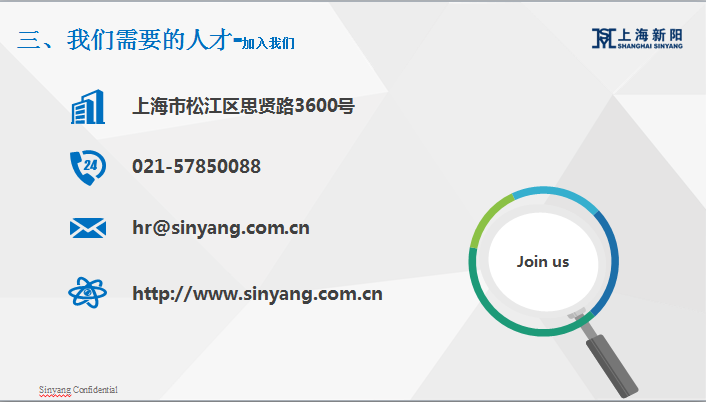 三、我们需要的人才-加入我们
上海新阳
SHANGHAI SINYANG
上海市松江区思贤路3600号
24
021-57850088
hr@sinyang.com.cn
http://www.sinyang.com.cn
Join us
Sinyang Confidential